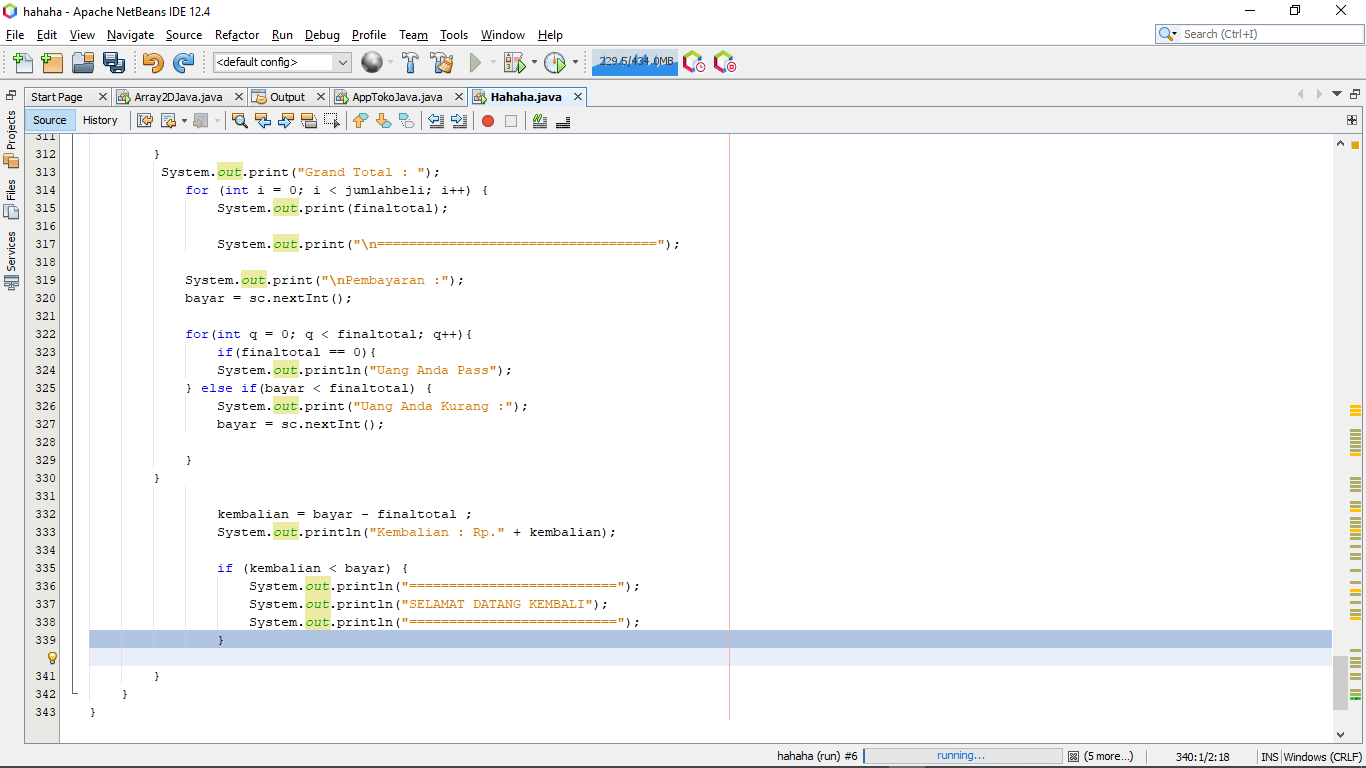 hahaha - Apache NetBeans IDE 12.4
File Edit View Navigate Source Refactor Run Debug Profile Team Tools Window Help
Search (Ctrl+I)
<default config>
229.5/434.0MB
Start Page Array2DJava.java Output AppTokoJava.java Hahaha.java
Source History
Projects
Files
Services
311
312 }
313 System.out.print("Grand Total : ");
314 for (int i = 0; i < jumlahbeli; i++) {
315 System.out.print(finaltotal);
316
317 System.out.print("\n===================================");
318
319 System.out.print("\nPembayaran :");
320 bayar = sc.nextInt();
321
322 for(int q = 0; q < finaltotal; q++){
323 if(finaltotal == 0){
324 System.out.println("Uang Anda Pass");
325 } else if(bayar < finaltotal) {
326 System.out.print("Uang Anda Kurang :");
327 bayar = sc.nextInt();
328
329 }
330 }
331
332 kembalian = bayar - finaltotal ;
333 System.out.println("Kembalian : Rp." + kembalian);
334
335 if (kembalian < bayar) {
336 System.out.println("==========================");
337 System.out.println("SELAMAT DATANG KEMBALI");
338 System.out.println("==========================");
339 }
341 }
342 }
343 }
hahaha (run) #6 running... (5 more...) 340:1/2:18 INS Windows (CRLF)